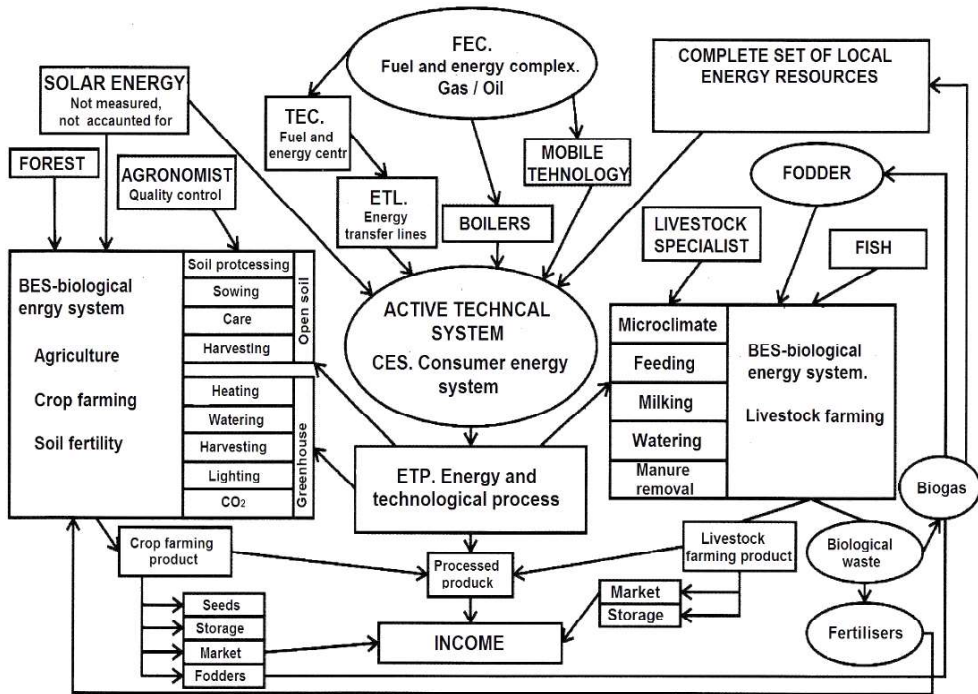 FEC.
Fuel and energy complex.
Gas / Oil
COMPLETE SET OF LOCAL
ENERGY RESOURCES
SOLAR ENERGY
Not measured,
not accaunted for
TEC.
Fuel and
energy centr
MOBILE
TEHNOLOGY
FOREST
AGRONOMIST
Quality control
ETL.
Energy
transfer lines
BOILERS
LIVESTOCK
SPECIALIST
FODDER
FISH
BES-biological
enrgy system
Agriculture
Crop farming
Soil fertility
Soil protcessing
Sowing
Care
Harvesting
Open soil
Heating
Watering
Harvesting
Lighting
CO2
Greenhouse
ACTIVE TECHNCAL
SYSTEM
CES. Consumer energy
system
ETP. Energy and
technological process
Microclimate
Feeding
Milking
Watering
Manure
removal
BES-biological
energy system.
Livestock farming
Biogas
Crop farming
product
Processed
produck
Livestock
farming product
Biological
waste
Seeds
Storage
Market
Fodders
INCOME
Market
Storage
Fertilisers